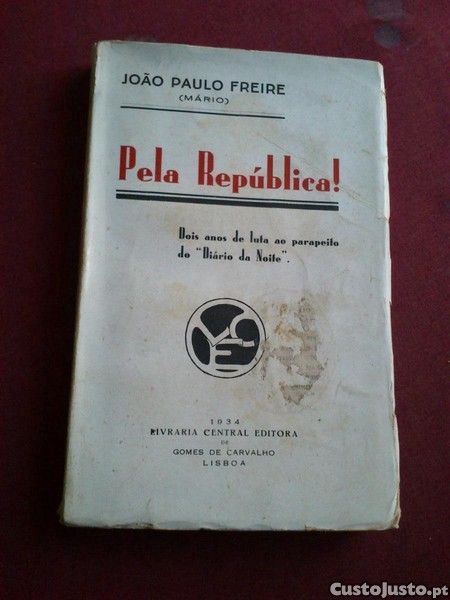 JOÃO PAULO FREIRE
(MÁRIO)
Pela República!
Dois anos de luta ao parapeito
do "Diário da Noite".
1934
LIVRARIA CENTRAL EDITORA
DE
GOMES DE CARVALHO
LISBOA
CustoJusto.pt